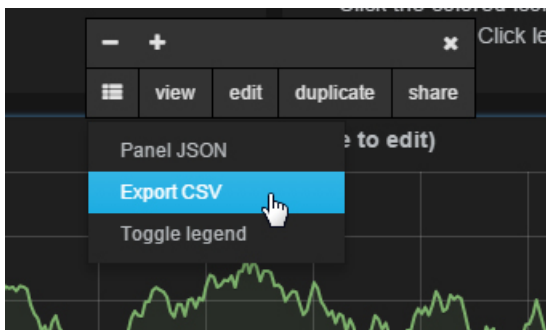 Click le
view edit duplicate share
to edit)
Panel JSON
Export CSV
Toggle legend